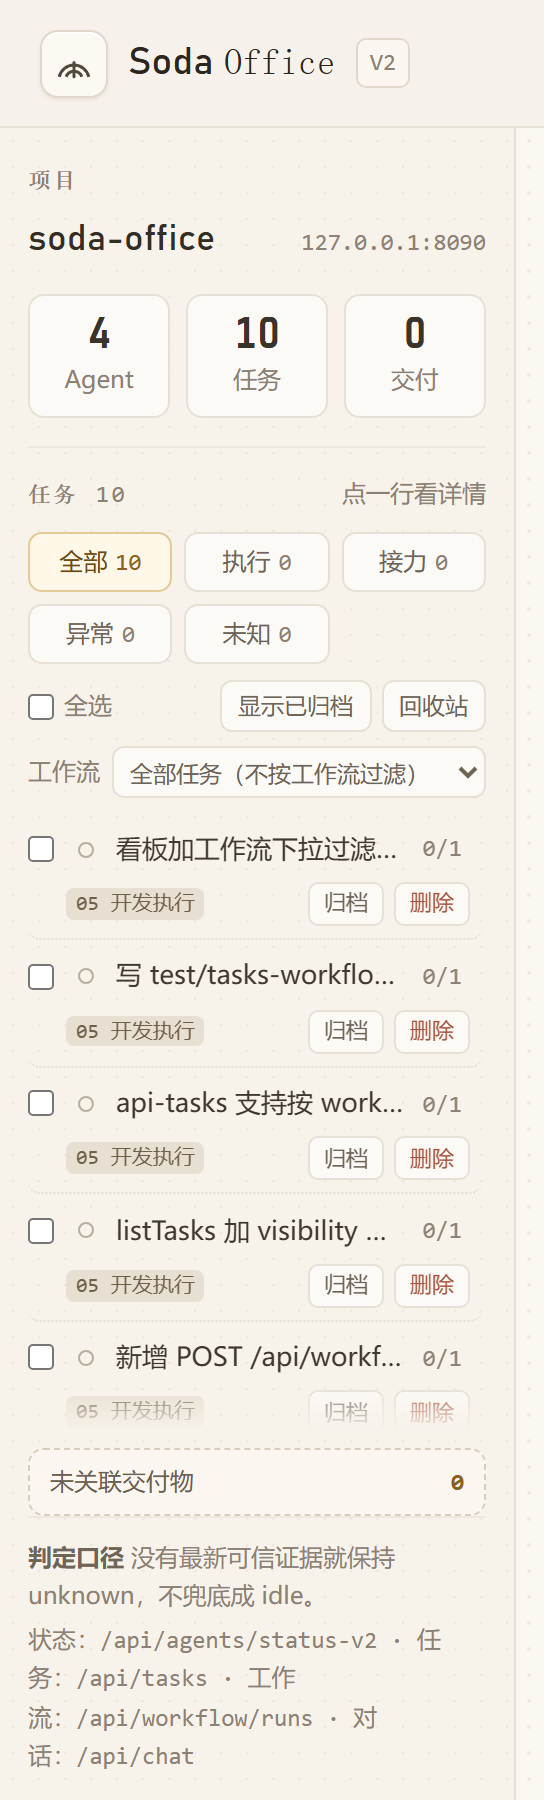 Soda Office V2
项目
soda-office 127.0.0.1:8090
4 10 0
Agent 任务 交付
任务 10 点一行看详情
全部 10 执行 0 接力 0
异常 0 未知 0
全选 显示已归档 回收站
工作流 全部任务（不按工作流过滤）
看板加工作流下拉过滤... 0/1
05 开发执行 归档 删除
写 test/tasks-workflo... 0/1
05 开发执行 归档 删除
api-tasks 支持按 work... 0/1
05 开发执行 归档 删除
listTasks 加 visibility ... 0/1
05 开发执行 归档 删除
新增 POST /api/workf... 0/1
05 开发执行 归档 删除
未关联交付物 0
判定口径 没有最新可信证据就保持
unknown，不兜底成 idle。
状态：/api/agents/status-v2 · 任
务：/api/tasks · 工作
流：/api/workflow/runs · 对
话：/api/chat